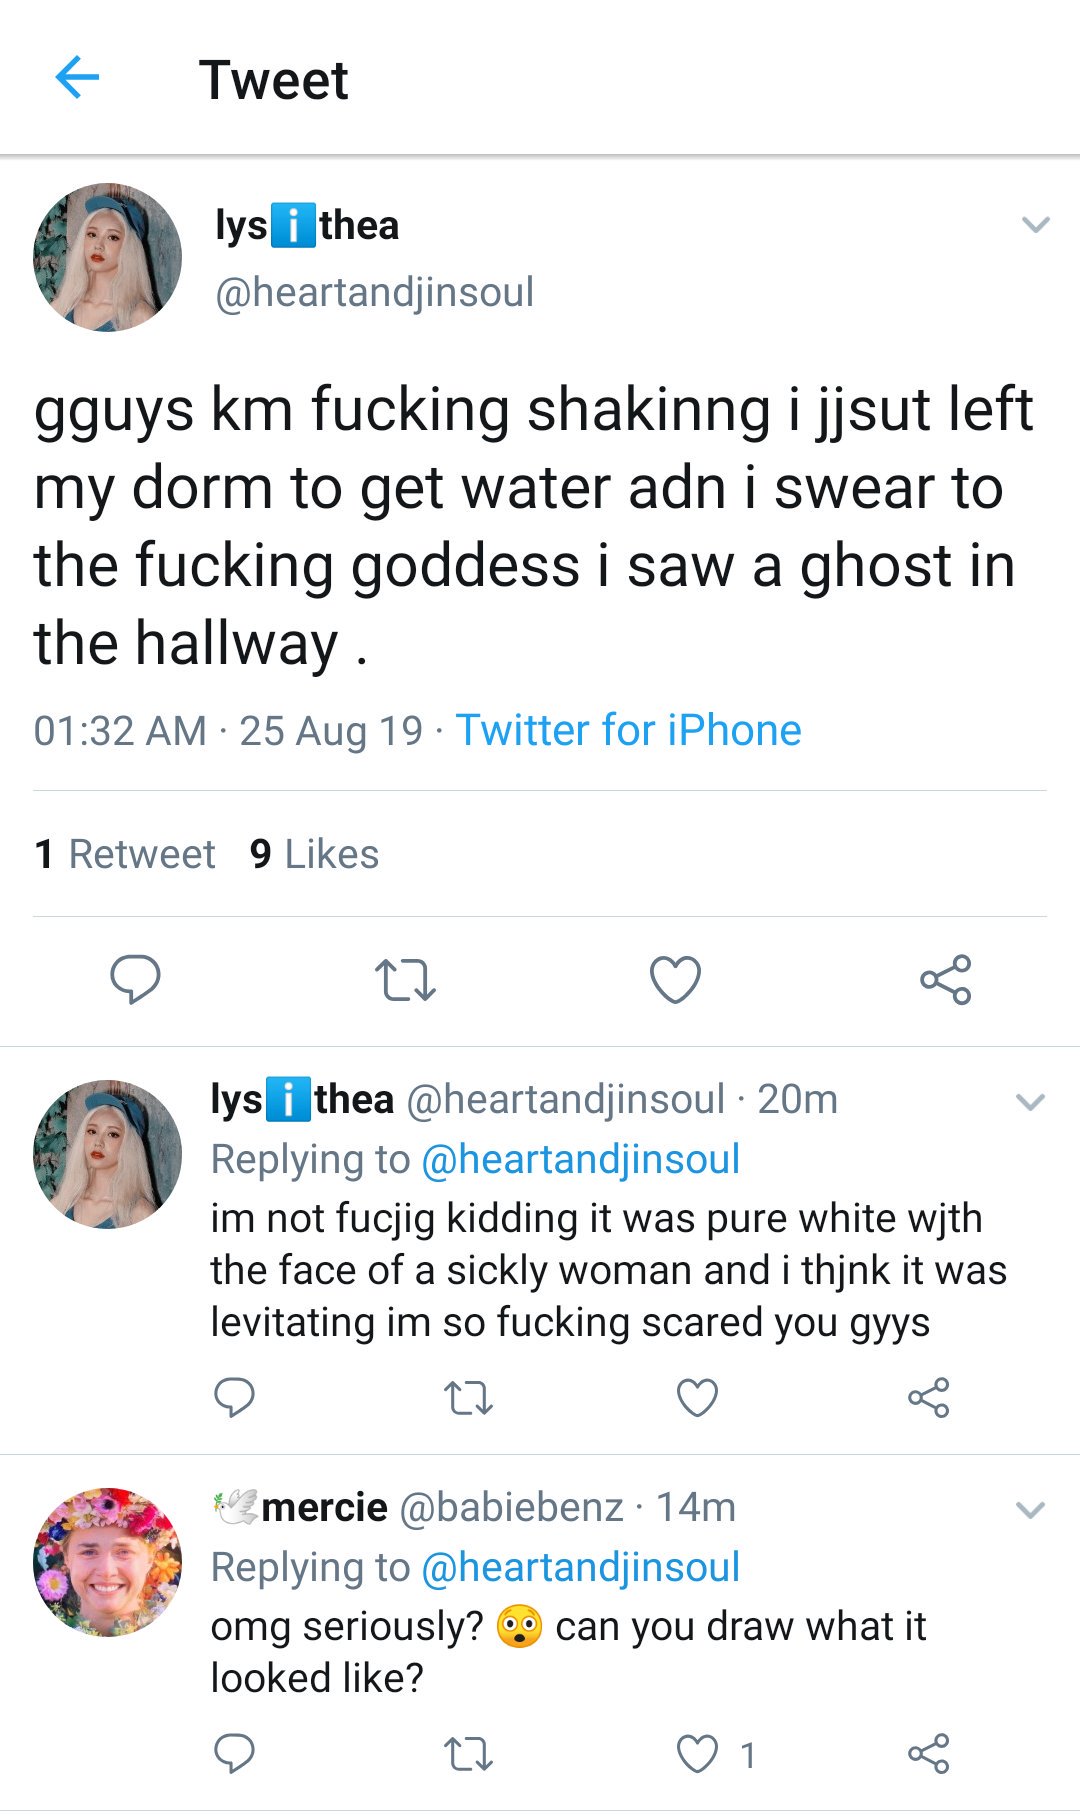 Tweet
lysℹ️thea
@heartandjinsoul
gguys km fucking shakinng i jjsut left
my dorm to get water adn i swear to
the fucking goddess i saw a ghost in
the hallway .
01:32 AM · 25 Aug 19 · Twitter for iPhone
1 Retweet 9 Likes
lysℹ️thea @heartandjinsoul · 20m
Replying to @heartandjinsoul
im not fucjig kidding it was pure white wjth
the face of a sickly woman and i thjnk it was
levitating im so fucking scared you gyys
🕊️mercie @babiebenz · 14m
Replying to @heartandjinsoul
omg seriously? 😲 can you draw what it
looked like?
1